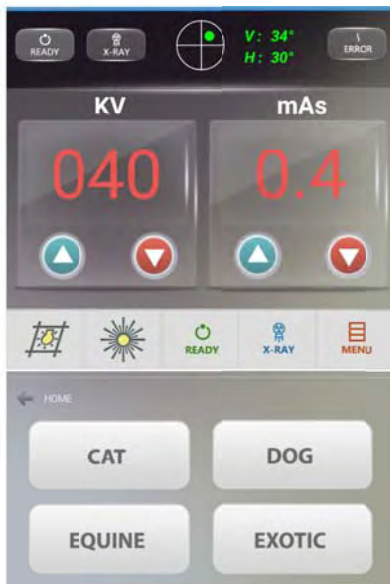 READY
X-RAY
V: 34°
H: 30°
ERROR
KV
mAs
040
0.4
READY
X-RAY
MENU
HOME
CAT
DOG
EQUINE
EXOTIC